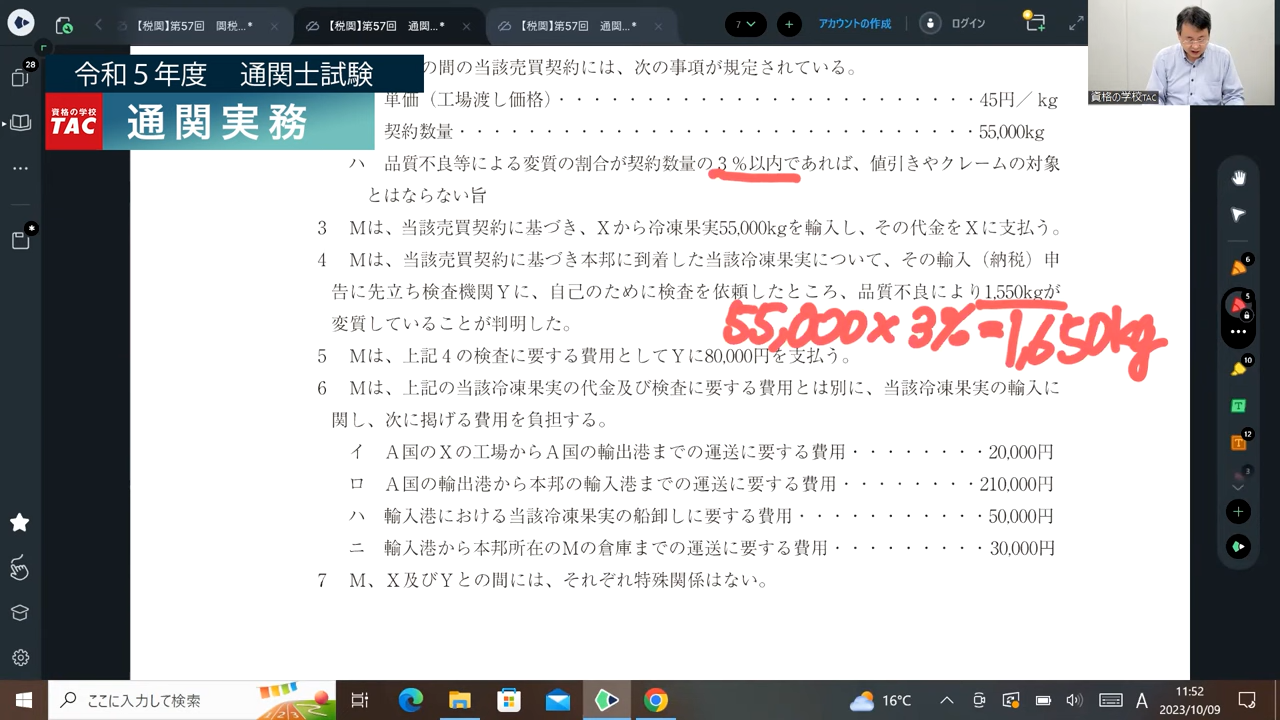 【税関】第57回 関税...*
【税関】第57回 通関...*
【税関】第57回 通関...*
7
アカウントの作成
ログイン
資格の学校TAC
28
令和５年度 通関士試験
資格の学校
TAC
通関実務
の間の当該売買契約には、次の事項が規定されている。
単価（工場渡し価格）・・・・・・・・・・・・・・・・・・・・・・・・・45円／kg
契約数量・・・・・・・・・・・・・・・・・・・・・・・・・・・・・・55,000kg
ハ 品質不良等による変質の割合が契約数量の３％以内であれば、値引きやクレームの対象
とはならない旨
3 Mは、当該売買契約に基づき、Xから冷凍果実55,000kgを輸入し、その代金をXに支払う。
4 Mは、当該売買契約に基づき本邦に到着した当該冷凍果実について、その輸入（納税）申
告に先立ち検査機関Yに、自己のために検査を依頼したところ、品質不良により1,550kgが
変質していることが判明した。
55,000×3%=1,650kg
5 Mは、上記４の検査に要する費用としてYに80,000円を支払う。
6 Mは、上記の当該冷凍果実の代金及び検査に要する費用とは別に、当該冷凍果実の輸入に
関し、次に掲げる費用を負担する。
イ A国のXの工場からA国の輸出港までの運送に要する費用・・・・・・・・20,000円
ロ A国の輸出港から本邦の輸入港までの運送に要する費用・・・・・・・・210,000円
ハ 輸入港における当該冷凍果実の船卸しに要する費用・・・・・・・・・・・50,000円
ニ 輸入港から本邦所在のMの倉庫までの運送に要する費用・・・・・・・・・30,000円
7 M、X及びYとの間には、それぞれ特殊関係はない。
6
5
10
T
12
T
3
ここに入力して検索
16℃
A
11:52
2023/10/09